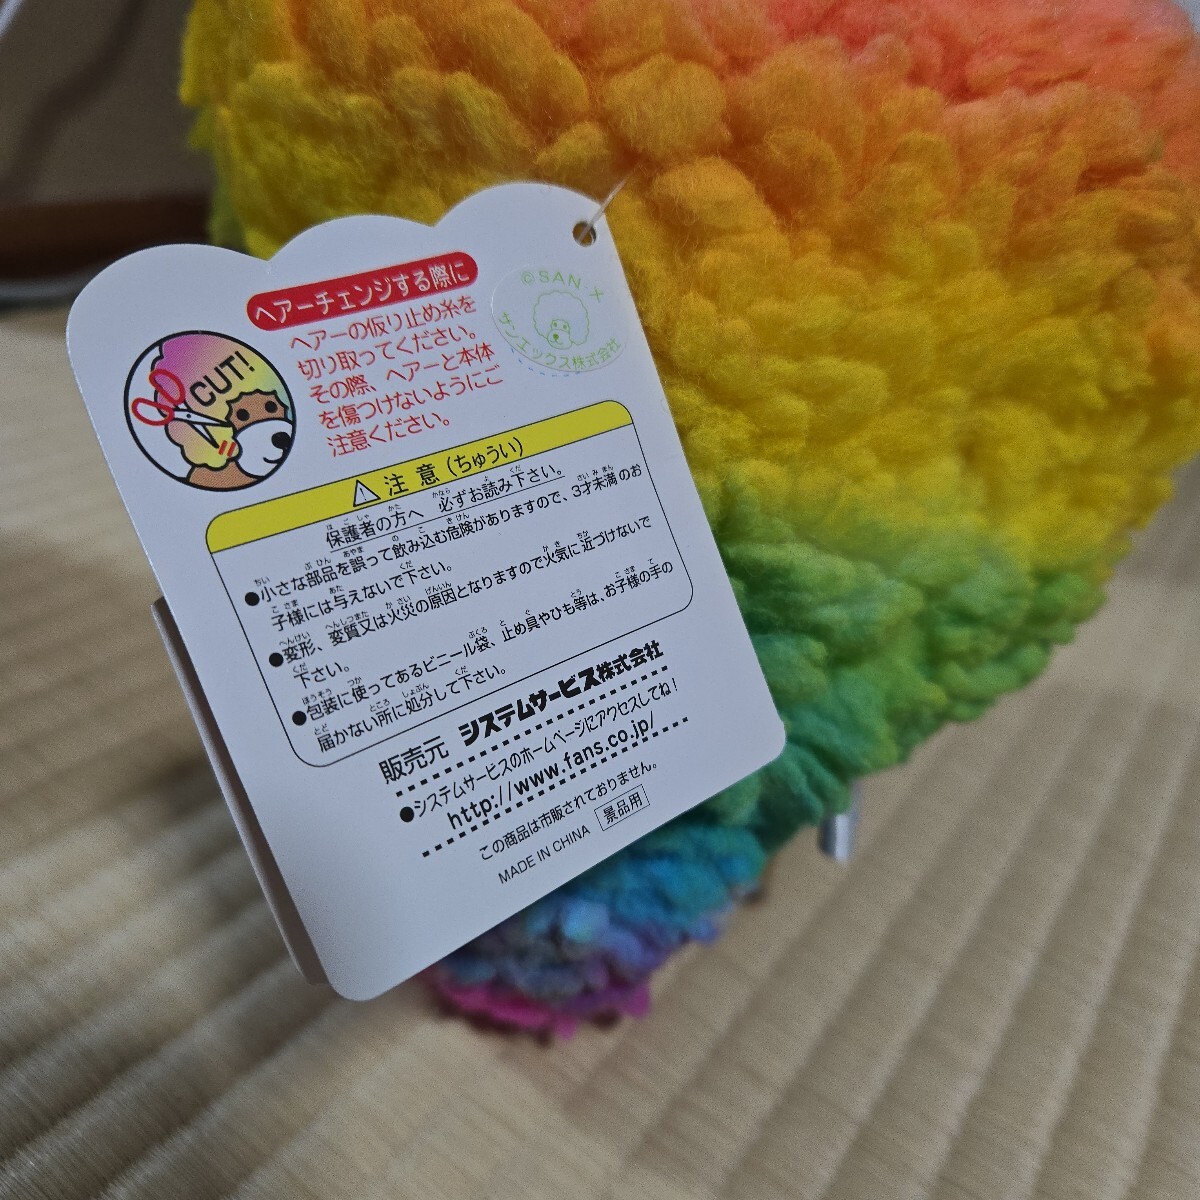 ヘアーチェンジする際に
ヘアーの仮り止め糸を
切り取ってください。
その際、ヘアーと本体
を傷つけないようにご
注意ください。
CUT!
©SAN-X
サンエックス株式会社
注意(ちゅうい)
保護者の方へ 必ずお読み下さい。
●小さな部品を誤って飲み込む危険がありますので、3才未満のお
子様には与えないで下さい。
●変形、変質又は火災の原因となりますので火気に近づけないで
下さい。
●包装に使ってあるビニール袋、止め具やひも等は、お子様の手の
届かない所に処分して下さい。
販売元 システムサービス株式会社
●システムサービスのホームページにアクセスしてね!
http://www.fans.co.jp/
この商品は市販されておりません。
MADE IN CHINA 景品用